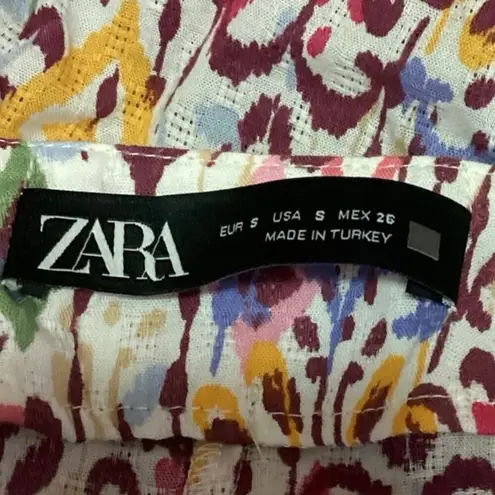 ZARA
EUR S USA S MEX 26
MADE IN TURKEY